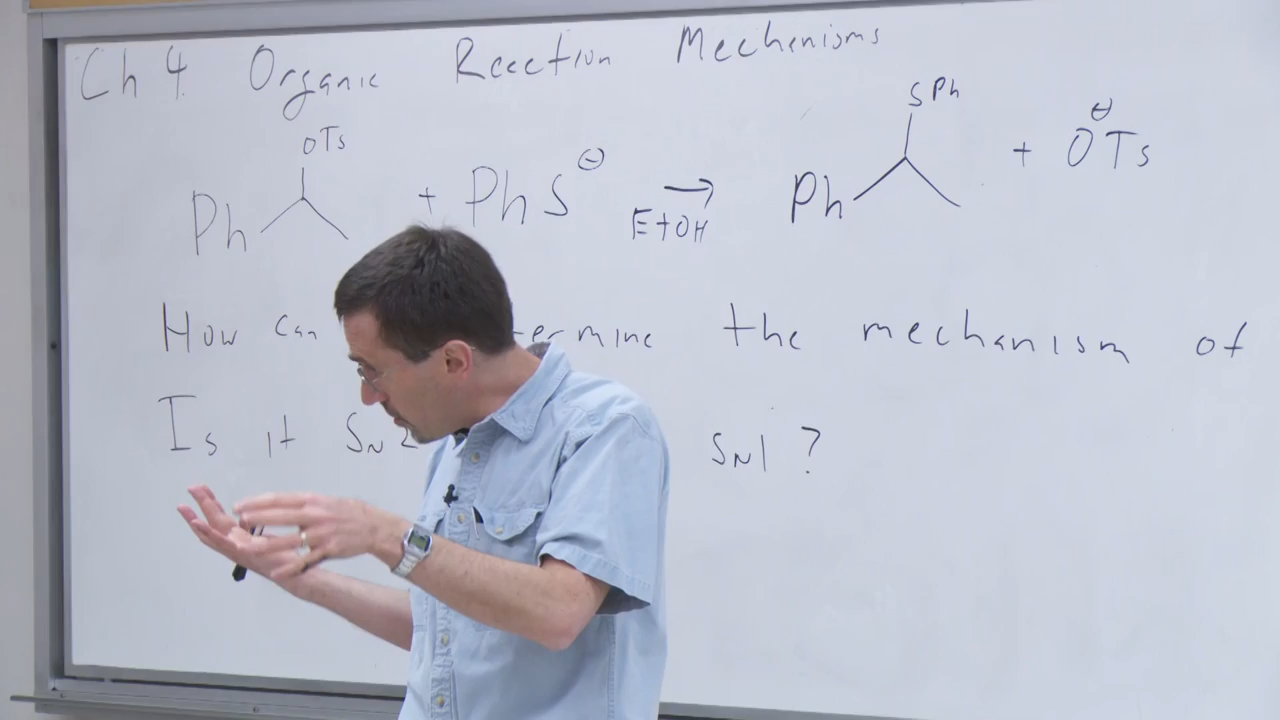 Ch 4 Organic Reaction Mechanisms
OTs
SPh
Ph + PhS⊖ → Ph + O⊖Ts
EtOH
How can ermine the mechanism of
Is it SN2 SN1 ?